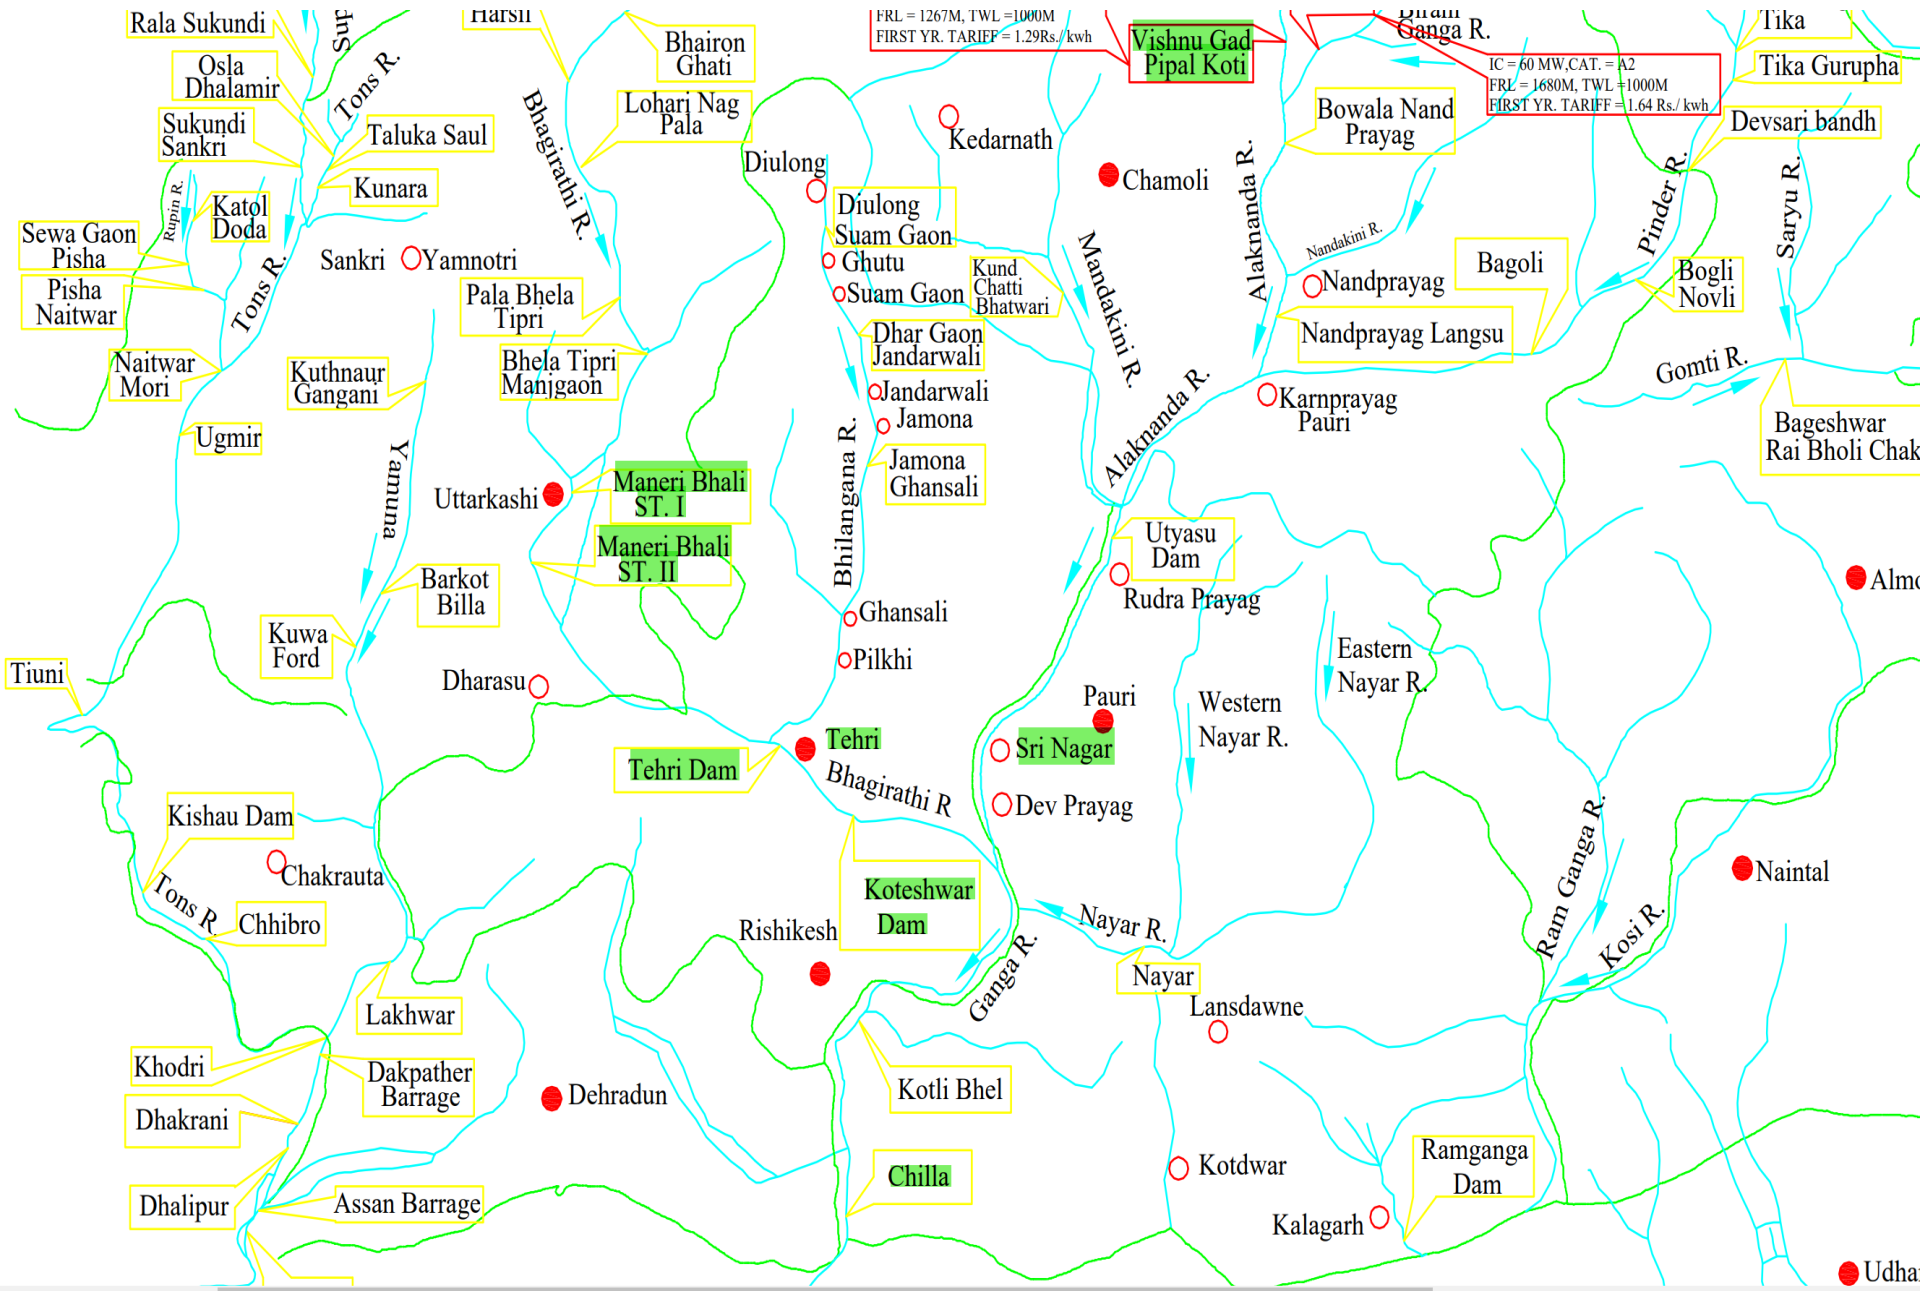 Rala Sukundi
Sup
Harsil
Bhairon
Ghati
FRL = 1267M, TWL =1000M
FIRST YR. TARIFF = 1.29Rs./ kwh
Vishnu Gad
Pipal Koti
Ganga R.
IC = 60 MW,CAT. = A2
FRL = 1680M, TWL =1000M
FIRST YR. TARIFF = 1.64 Rs./ kwh
Tika
Tika Gurupha
Osla
Dhalamir
Tons R.
Sukundi
Sankri
Taluka Saul
Kunara
Rupin R.
Katol
Doda
Sewa Gaon
Pisha
Pisha
Naitwar
Tons R.
Sankri
Yamnotri
Bhagirathi R.
Lohari Nag
Pala
Diulong
Diulong
Suam Gaon
Ghutu
Suam Gaon
Kedarnath
Chamoli
Bowala Nand
Prayag
Devsari bandh
Alaknanda R.
Nandakini R.
Pinder R.
Saryu R.
Kund
Chatti
Bhatwari
Mandakini R.
Nandprayag
Nandprayag Langsu
Bagoli
Bogli
Novli
Pala Bhela
Tipri
Bhela Tipri
Manjgaon
Naitwar
Mori
Kuthnaur
Gangani
Ugmir
Yamuna
Dhar Gaon
Jandarwali
Jandarwali
Jamona
Jamona
Ghansali
Bhilangana R.
Alaknanda R.
Karnprayag
Pauri
Gomti R.
Bageshwar
Rai Bholi Chak
Uttarkashi
Maneri Bhali
ST. I
Maneri Bhali
ST. II
Utyasu
Dam
Rudra Prayag
Almo
Barkot
Billa
Kuwa
Ford
Tiuni
Dharasu
Ghansali
Pilkhi
Eastern
Nayar R.
Western
Nayar R.
Pauri
Sri Nagar
Dev Prayag
Tehri
Tehri Dam
Bhagirathi R
Kishau Dam
Chakrauta
Tons R.
Chhibro
Koteshwar
Dam
Rishikesh
Ganga R.
Nayar R.
Nayar
Ram Ganga R.
Kosi R.
Naintal
Lakhwar
Lansdawne
Khodri
Dakpather
Barrage
Dehradun
Kotli Bhel
Dhakrani
Dhalipur
Assan Barrage
Chilla
Kotdwar
Ramganga
Dam
Kalagarh
Udha